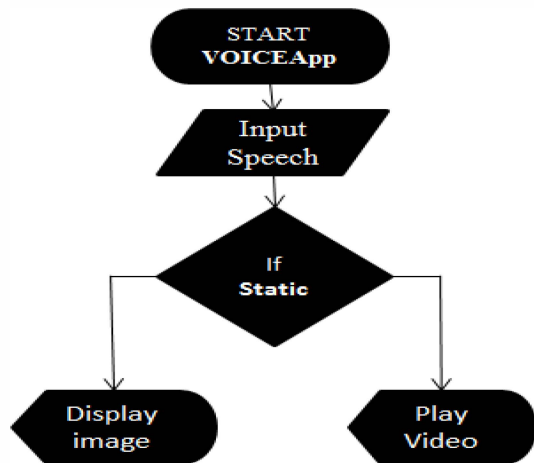 START
VOICEApp
Input
Speech
If
Static
Display
image
Play
Video